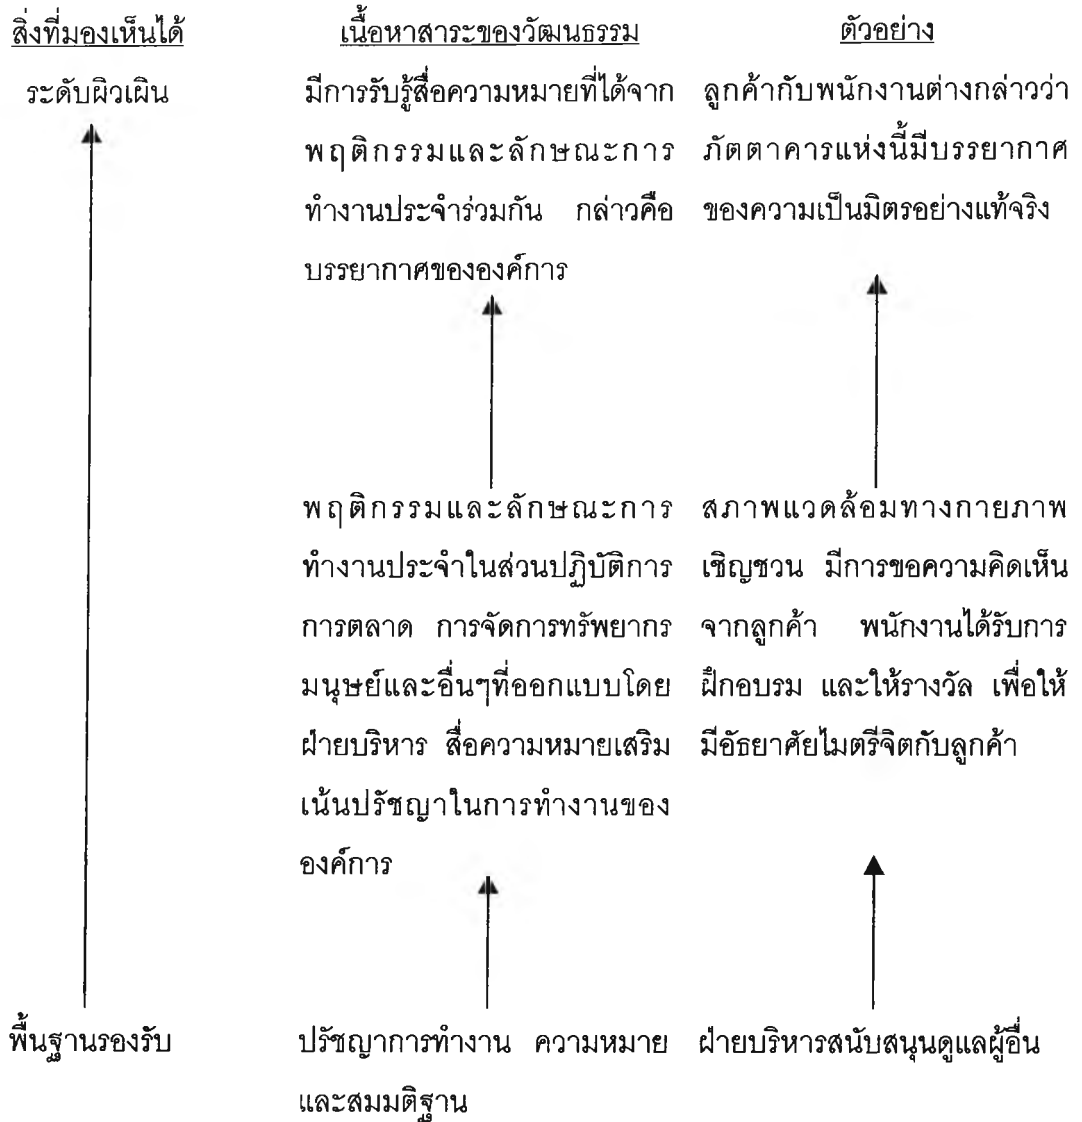 สิ่งที่มองเห็นได้
ระดับผิวเผิน
พื้นฐานรองรับ
เนื้อหาสาระของวัฒนธรรม
มีการรับรู้สื่อความหมายที่ได้จาก
พฤติกรรมและลักษณะการ
ทำงานประจำร่วมกัน กล่าวคือ
บรรยากาศขององค์การ
พฤติกรรมและลักษณะการ
ทำงานประจำในส่วนปฏิบัติการ
การตลาด การจัดการทรัพยากร
มนุษย์และอื่นๆที่ออกแบบโดย
ฝ่ายบริหาร สื่อความหมายเสริม
เน้นปรัชญาในการทำงานของ
องค์การ
ปรัชญาการทำงาน ความหมาย
และสมมติฐาน
ตัวอย่าง
ลูกค้ากับพนักงานต่างกล่าวว่า
ภัตตาคารแห่งนี้มีบรรยากาศ
ของความเป็นมิตรอย่างแท้จริง
สภาพแวดล้อมทางกายภาพ
เชิญชวน มีการขอความคิดเห็น
จากลูกค้า พนักงานได้รับการ
ฝึกอบรม และให้รางวัล เพื่อให้
มีอัธยาศัยไมตรีจิตกับลูกค้า
ฝ่ายบริหารสนับสนุนดูแลผู้อื่น